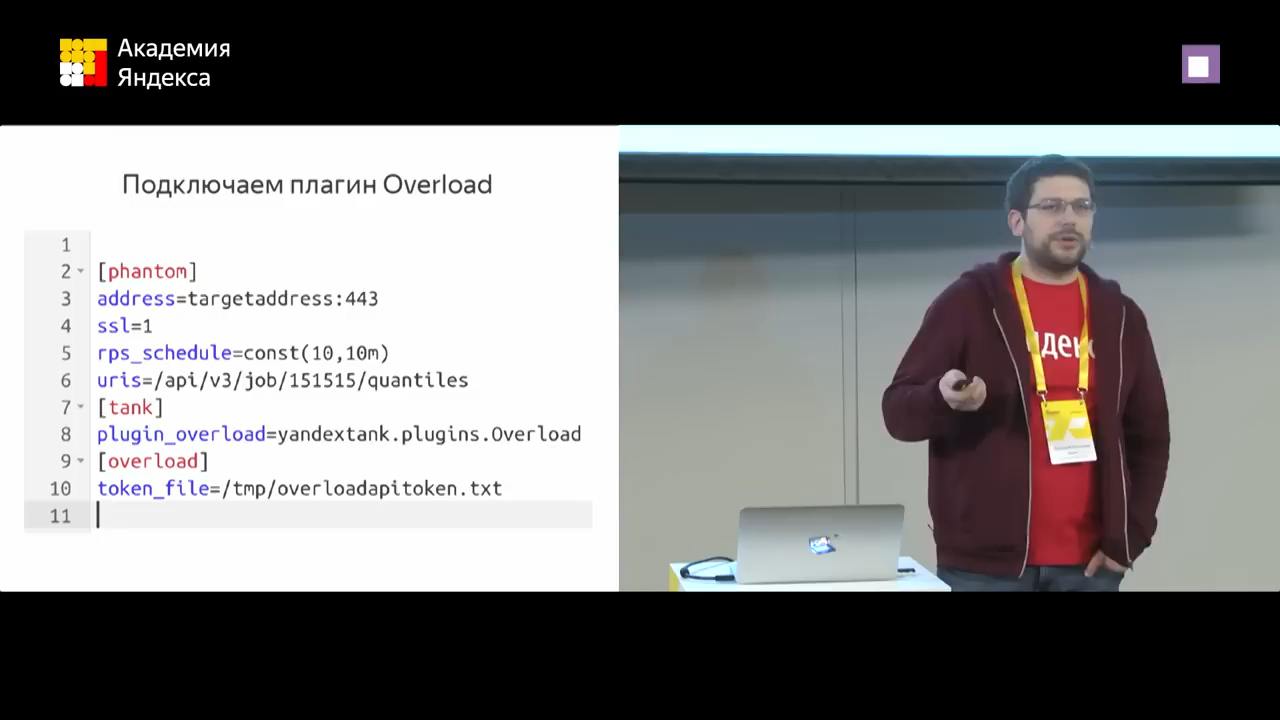 Академия
Яндекса
Подключаем плагин Overload
1
2 [phantom]
3 address=targetaddress:443
4 ssl=1
5 rps_schedule=const(10,10m)
6 uris=/api/v3/job/151515/quantiles
7 [tank]
8 plugin_overload=yandextank.plugins.Overload
9 [overload]
10 token_file=/tmp/overloadapitoken.txt
11
ндекс